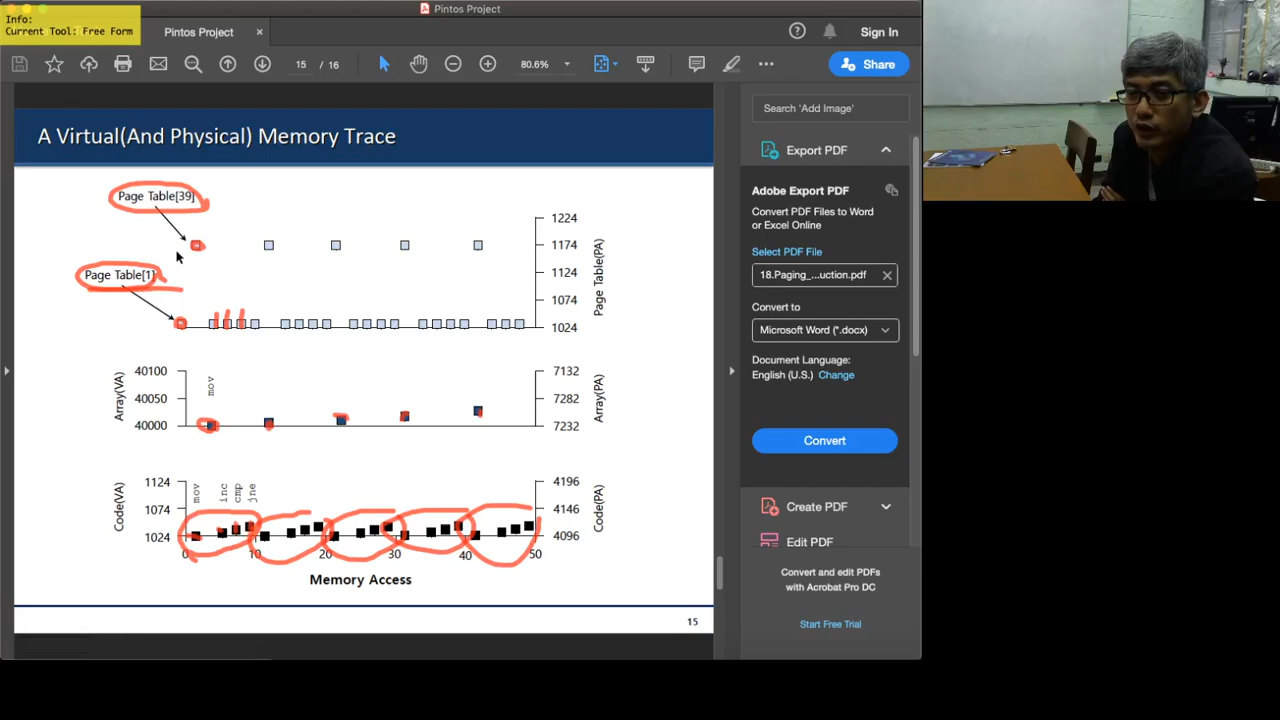 Info:
Current Tool: Free Form
Pintos Project
Pintos Project
Sign In
15 / 16
80.6%
Share
A Virtual(And Physical) Memory Trace
Page Table[39]
Page Table[1]
1224
1174
1124
1074
1024
Page Table(PA)
Array(VA)
40100
40050
40000
mov
7132
7282
7232
Array(PA)
Code(VA)
1124
1074
1024
mov
inc
cmp
jne
4196
4146
4096
Code(PA)
0 10 20 30 40 50
Memory Access
15
Search 'Add Image'
Export PDF
Adobe Export PDF
Convert PDF Files to Word
or Excel Online
Select PDF File
18.Paging_...uction.pdf
Convert to
Microsoft Word (*.docx)
Document Language:
English (U.S.) Change
Convert
Create PDF
Edit PDF
Convert and edit PDFs
with Acrobat Pro DC
Start Free Trial